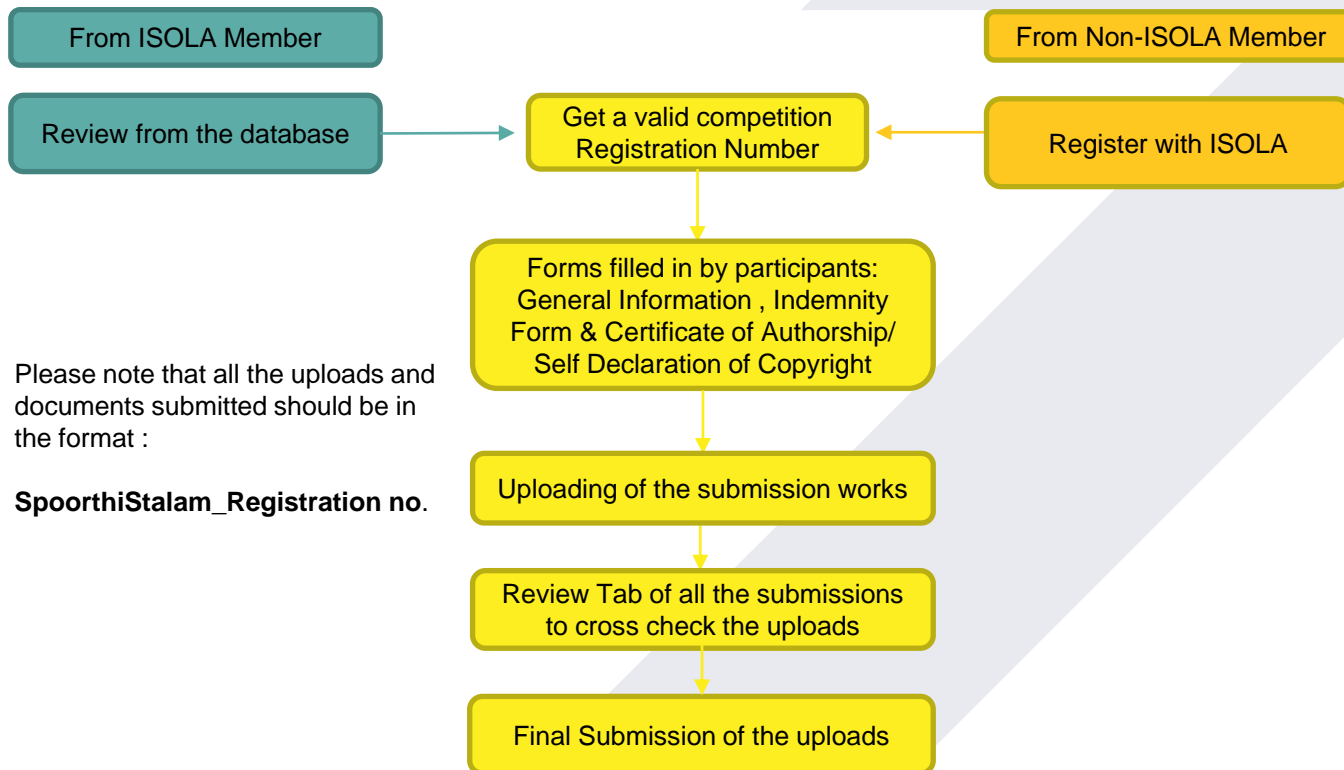 From ISOLA Member
From Non-ISOLA Member
Review from the database
Get a valid competition
Registration Number
Register with ISOLA
Forms filled in by participants:
General Information , Indemnity
Form & Certificate of Authorship/
Self Declaration of Copyright
Please note that all the uploads and
documents submitted should be in
the format :
SpoorthiStalam_Registration no.
Uploading of the submission works
Review Tab of all the submissions
to cross check the uploads
Final Submission of the uploads